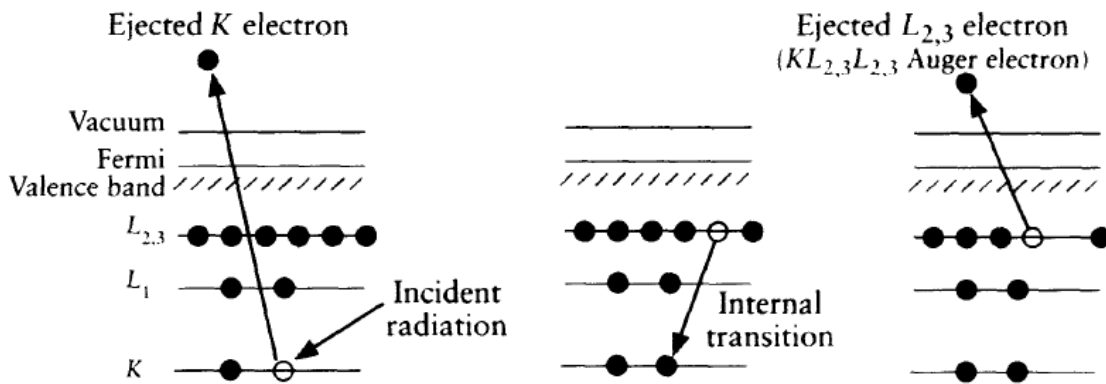 Ejected K electron
Ejected L2,3 electron
(KL2,3L2,3 Auger electron)
Vacuum
Fermi
Valence band
L2,3
L1
Incident
radiation
Internal
transition
K